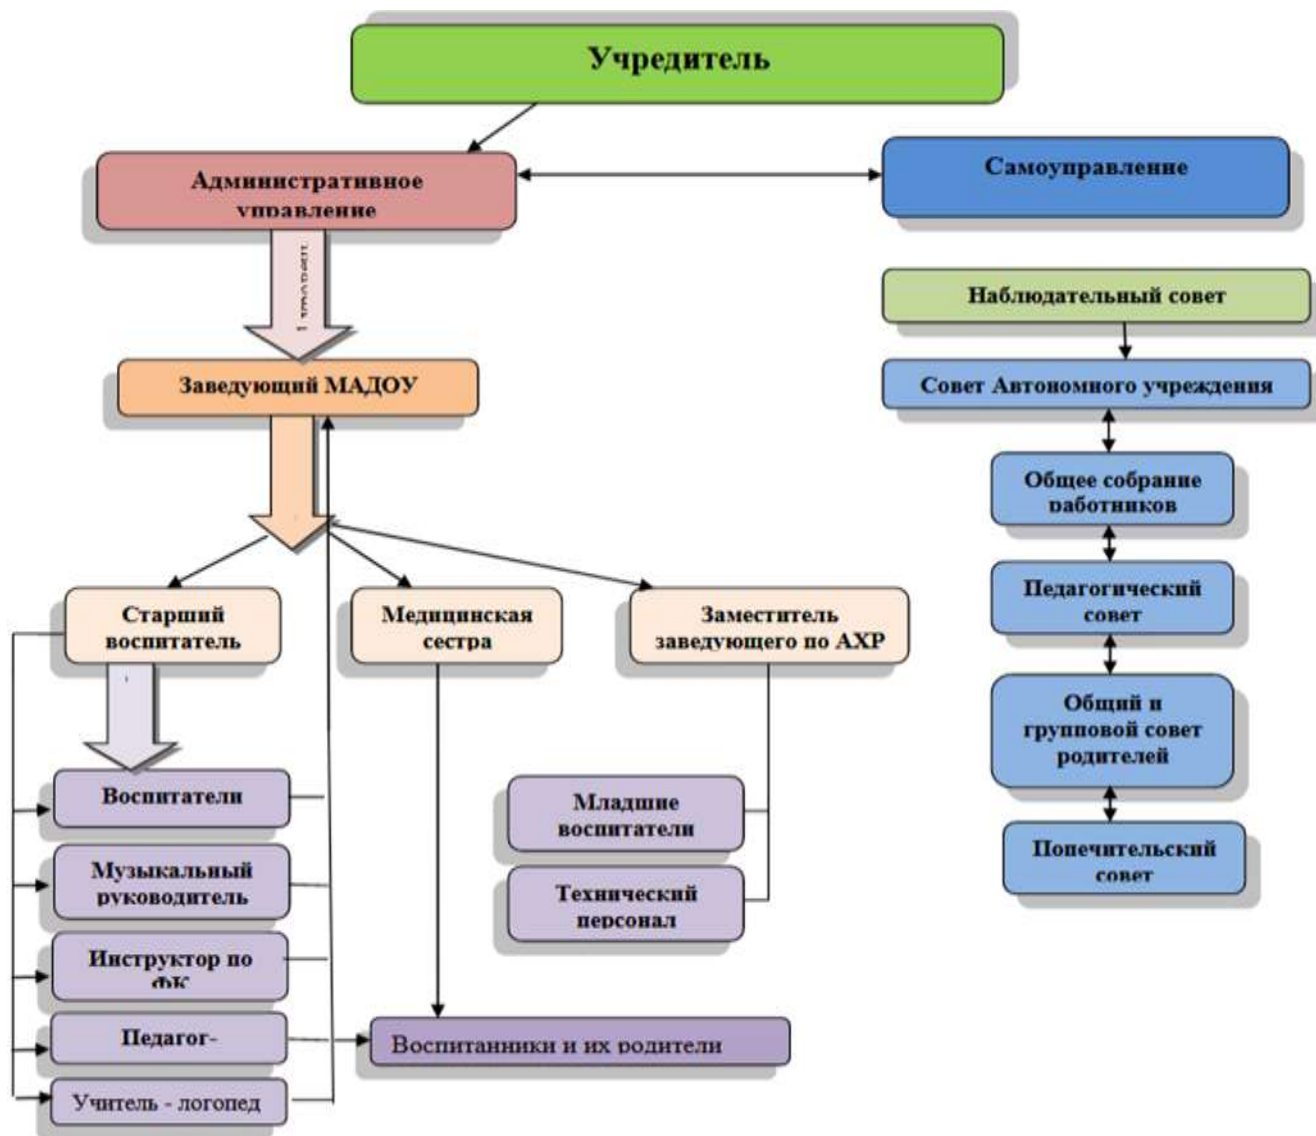 Учредитель
Административное
управление
Самоуправление
Наблюдательный совет
Заведующий МАДОУ
Совет Автономного учреждения
Общее собрание
работников
Педагогический
совет
Старший
воспитатель
Медицинская
сестра
Заместитель
заведующего по АХР
Общий и
групповой совет
родителей
Воспитатели
Младшие
воспитатели
Попечительский
совет
Музыкальный
руководитель
Технический
персонал
Инструктор по
ФК
Педагог-
Воспитанники и их родители
Учитель - логопед